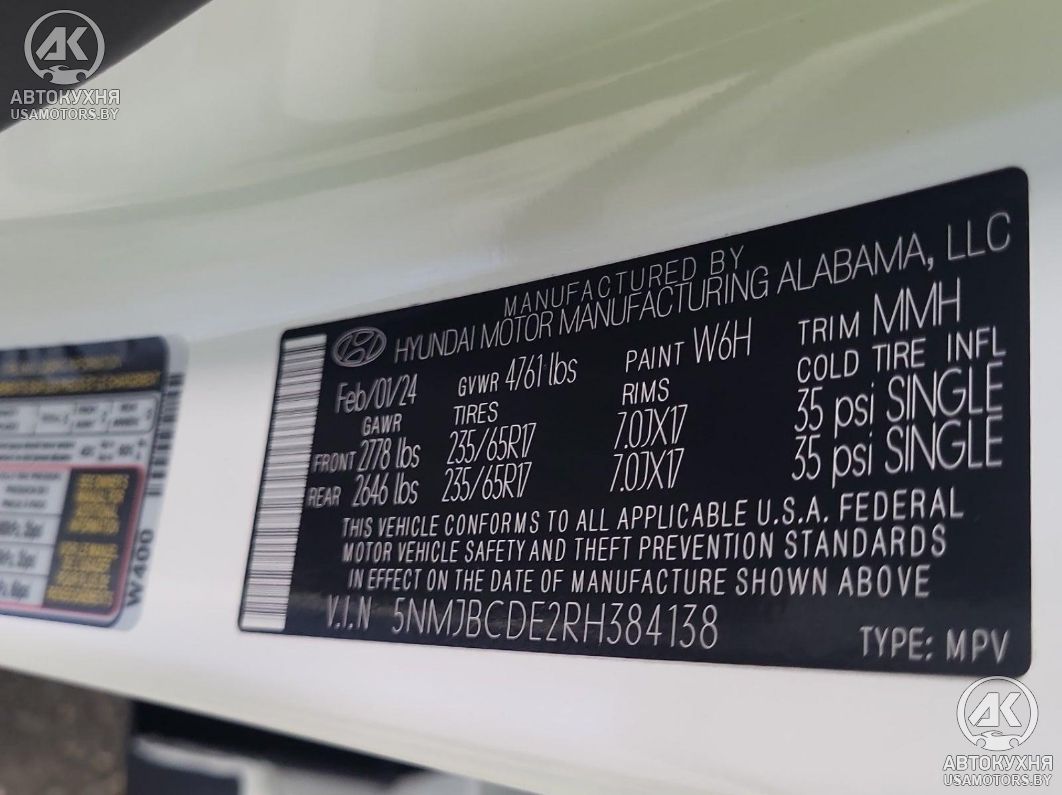 АК
АВТОКУХНЯ
USAMOTORS.BY
MANUFACTURED BY
HYUNDAI MOTOR MANUFACTURING ALABAMA, LLC
Feb/01/24 GVWR 4761 lbs PAINT W6H TRIM MMH
GAWR TIRES RIMS COLD TIRE INFL
FRONT 2778 lbs 235/65R17 7.0JX17 35 psi SINGLE
REAR 2646 lbs 235/65R17 7.0JX17 35 psi SINGLE
THIS VEHICLE CONFORMS TO ALL APPLICABLE U.S.A. FEDERAL
MOTOR VEHICLE SAFETY AND THEFT PREVENTION STANDARDS
IN EFFECT ON THE DATE OF MANUFACTURE SHOWN ABOVE
V.I.N 5NMJBCDE2RH384138 TYPE: MPV
W400
АК
АВТОКУХНЯ
USAMOTORS.BY